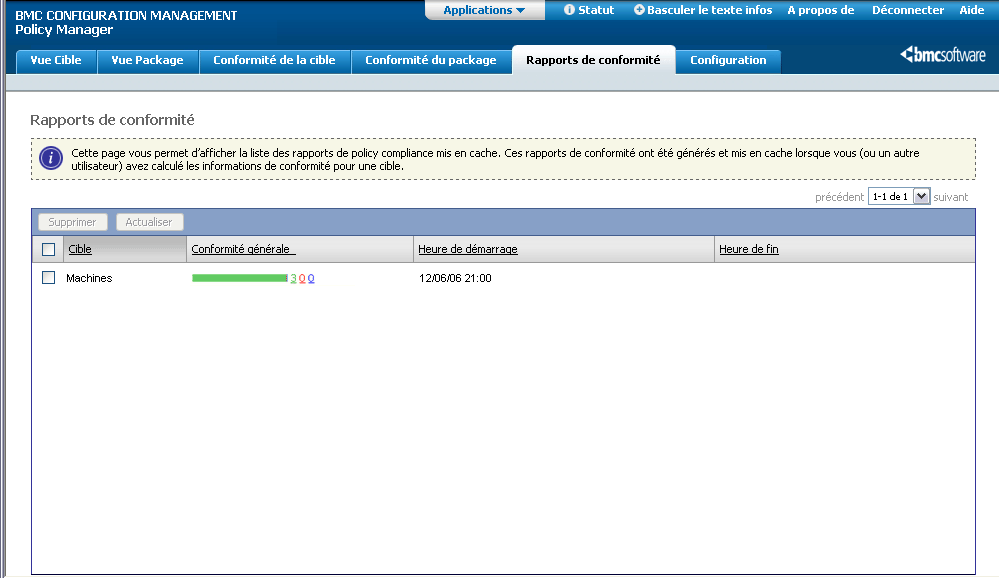 BMC CONFIGURATION MANAGEMENT
Policy Manager
Applications Statut Basculer le texte infos A propos de Déconnecter Aide
Vue Cible Vue Package Conformité de la cible Conformité du package Rapports de conformité Configuration
bmcsoftware
Rapports de conformité
Cette page vous permet d'afficher la liste des rapports de policy compliance mis en cache. Ces rapports de conformité ont été générés et mis en cache lorsque vous (ou un autre
utilisateur) avez calculé les informations de conformité pour une cible.
précédent 1-1 de 1 suivant
Supprimer Actualiser
Cible Conformité générale Heure de démarrage Heure de fin
Machines 3 0 0 12/06/06 21:00